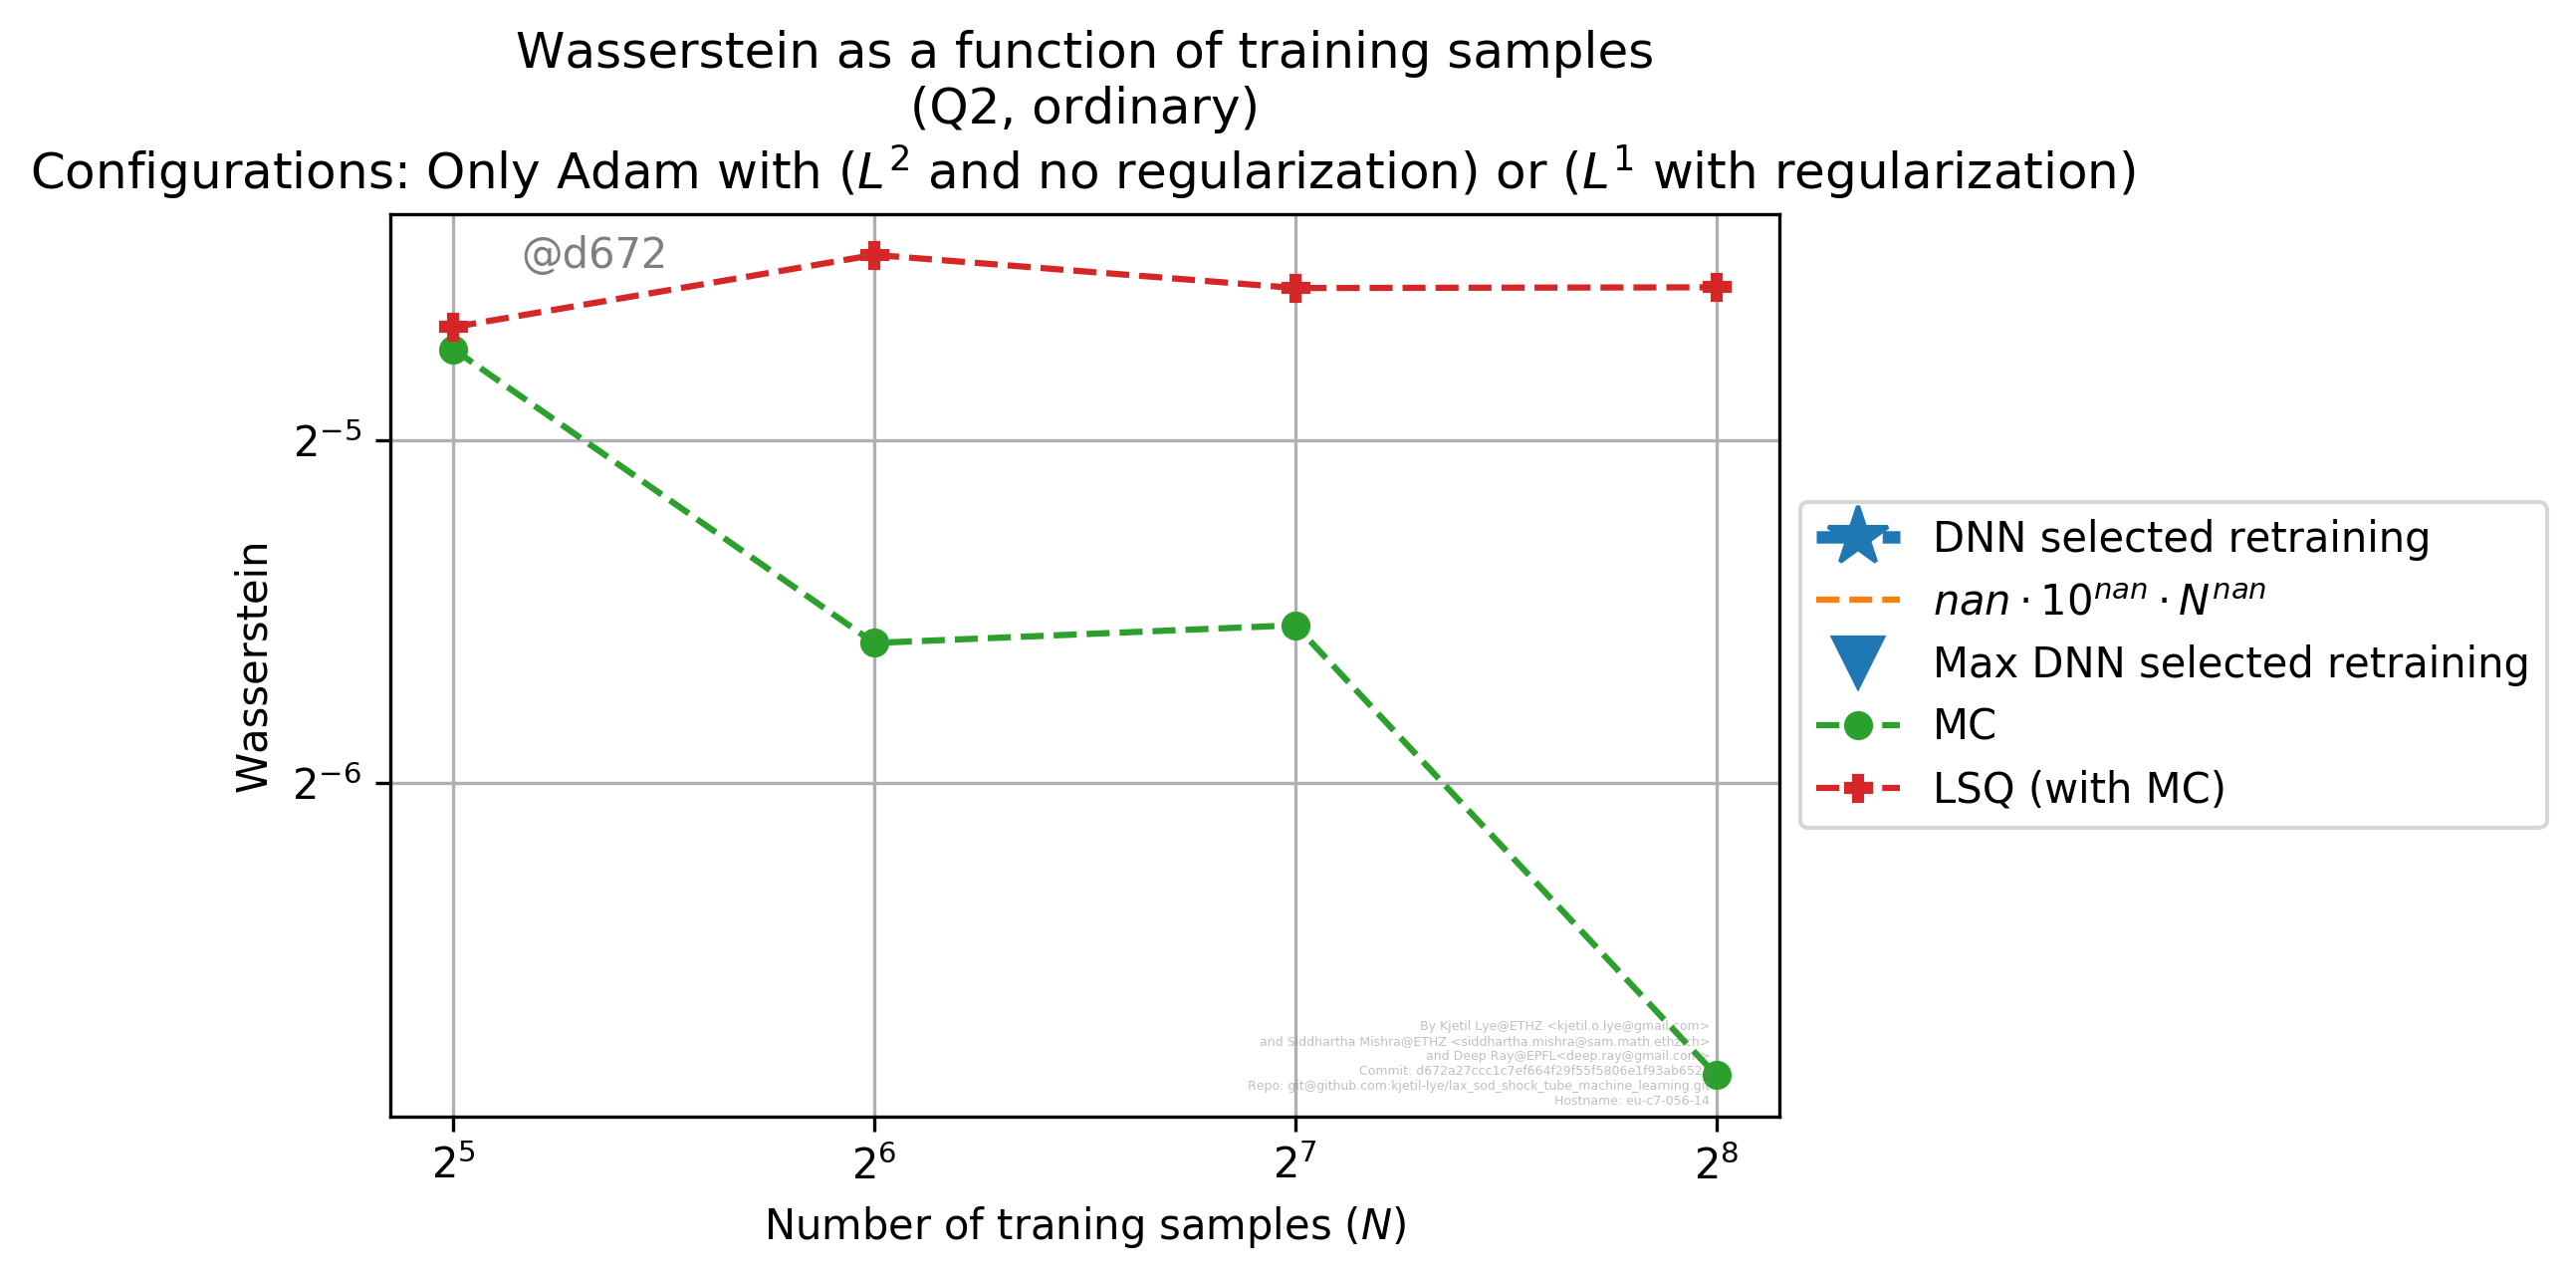 Wasserstein as a function of training samples
(Q2, ordinary)
Configurations: Only Adam with (L² and no regularization) or (L¹ with regularization)
@d672
2⁻⁵
2⁻⁶
Wasserstein
2⁵ 2⁶ 2⁷ 2⁸
Number of traning samples (N)
DNN selected retraining
nan · 10ⁿᵃⁿ · Nⁿᵃⁿ
Max DNN selected retraining
MC
LSQ (with MC)
By Kjetil Lye@ETHZ <kjetil.o.lye@gmail.com>
and Siddhartha Mishra@ETHZ <siddhartha.mishra@sam.math.ethz.ch>
and Deep Ray@EPFL<deep.ray@gmail.com>
Commit:
Repo: git@github.com:kjetil-lye/lax_sod_shock_tube_machine_learning.git
Hostname: eu-c7-056-14